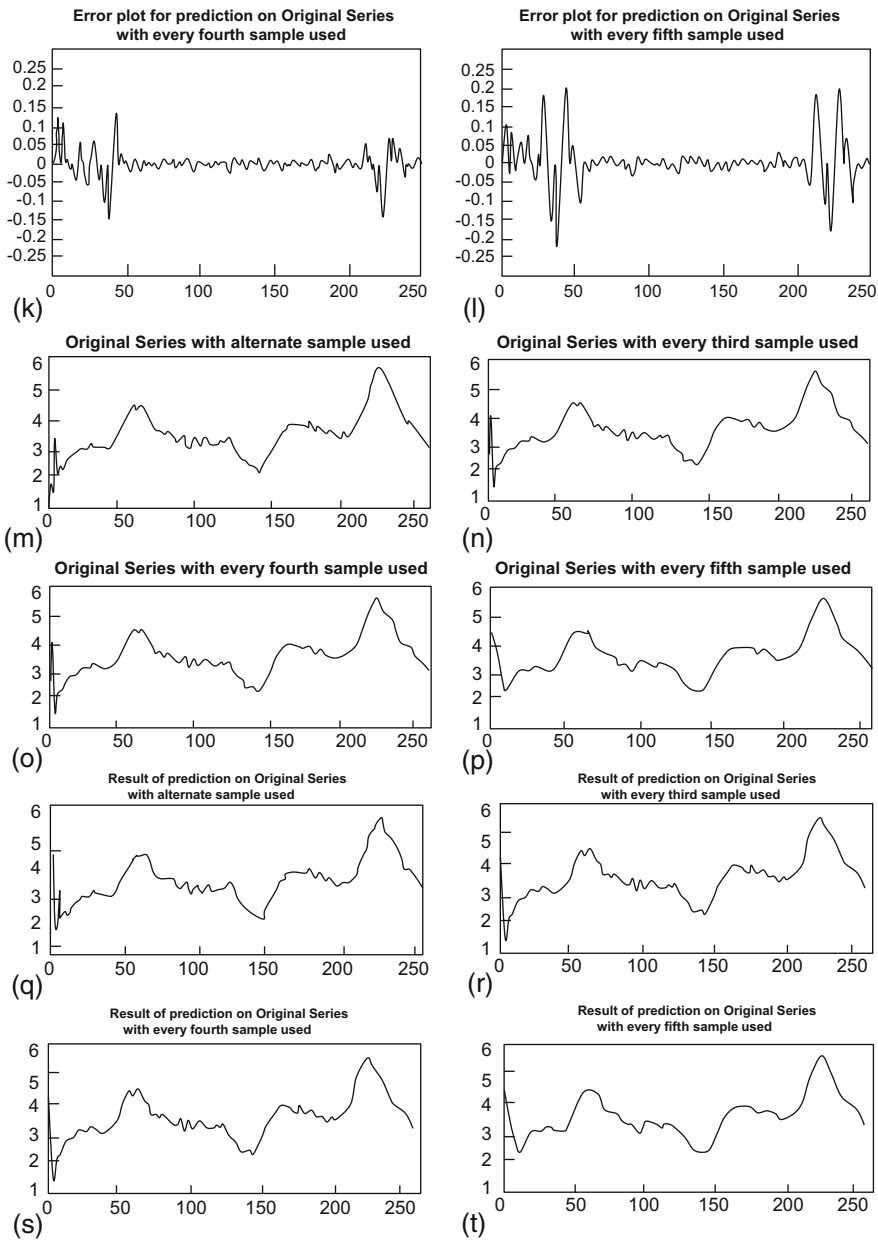 Error plot for prediction on Original Series
with every fourth sample used
0.25
0.2
0.15
0.1
0.05
0
-0.05
-0.1
-0.15
-0.2
-0.25
0 50 100 150 200 250
(k)
Error plot for prediction on Original Series
with every fifth sample used
0.25
0.2
0.15
0.1
0.05
0
-0.05
-0.1
-0.15
-0.2
-0.25
0 50 100 150 200 250
(l)
Original Series with alternate sample used
6
5
4
3
2
1
0 50 100 150 200 250
(m)
Original Series with every third sample used
6
5
4
3
2
1
0 50 100 150 200 250
(n)
Original Series with every fourth sample used
6
5
4
3
2
1
0 50 100 150 200 250
(o)
Original Series with every fifth sample used
6
5
4
3
2
1
0 50 100 150 200 250
(p)
Result of prediction on Original Series
with alternate sample used
6
5
4
3
2
1
0 50 100 150 200 250
(q)
Result of prediction on Original Series
with every third sample used
6
5
4
3
2
1
0 50 100 150 200 250
(r)
Result of prediction on Original Series
with every fourth sample used
6
5
4
3
2
1
0 50 100 150 200 250
(s)
Result of prediction on Original Series
with every fifth sample used
6
5
4
3
2
1
0 50 100 150 200 250
(t)